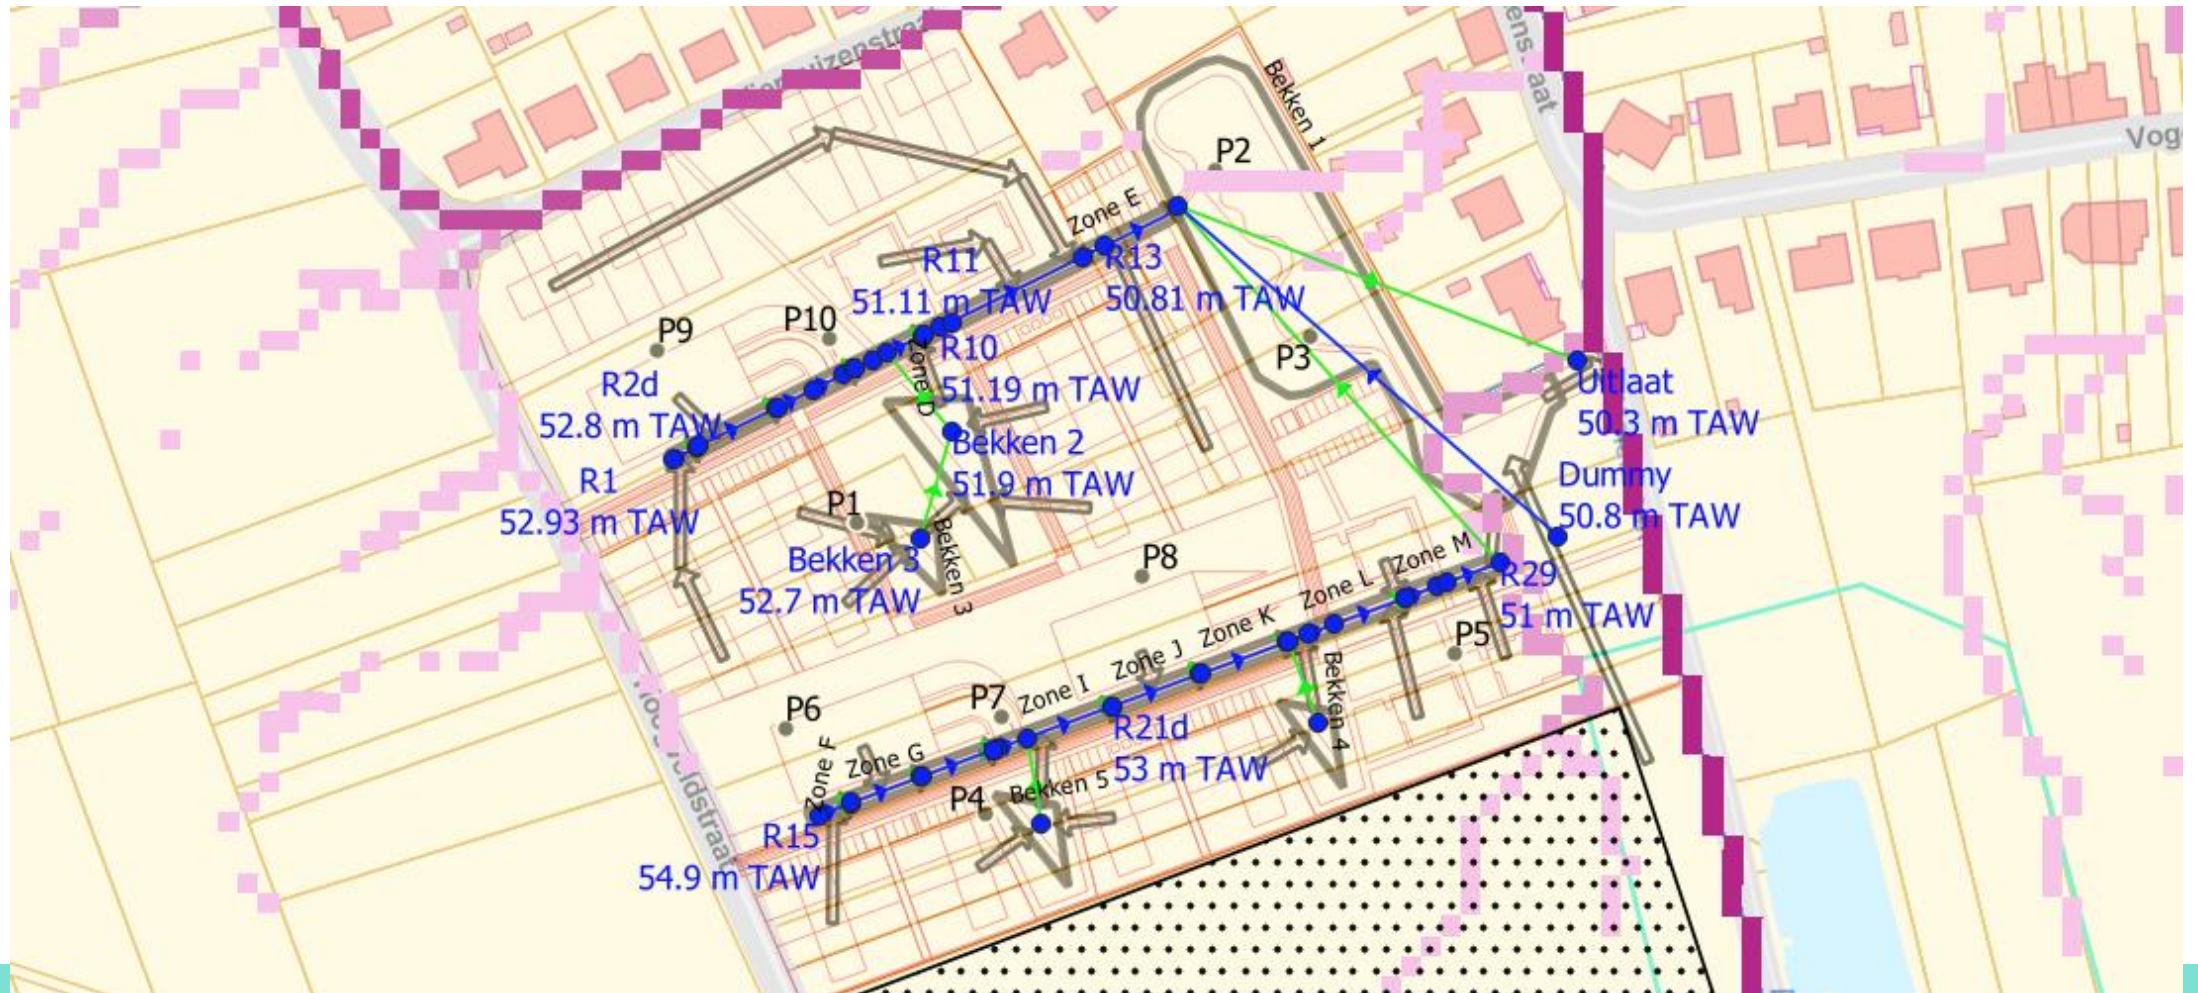 Bekken 1
Vog
P2
Zone E
R11
51.11 m TAW
R13
50.81 m TAW
P9
P10
P3
R10
51.19 m TAW
Zone D
R2d
52.8 m TAW
Uitlaat
50.3 m TAW
Bekken 2
51.9 m TAW
R1
52.93 m TAW
P1
Dummy
50.8 m TAW
Bekken 3
52.7 m TAW
Bekken 3
P8
Zone M
R29
51 m TAW
Zone L
Zone K
P5
Zone J
Zone I
Bekken 4
P6
P7
R21d
53 m TAW
Zone F
Zone G
P4
Bekken 5
R15
54.9 m TAW